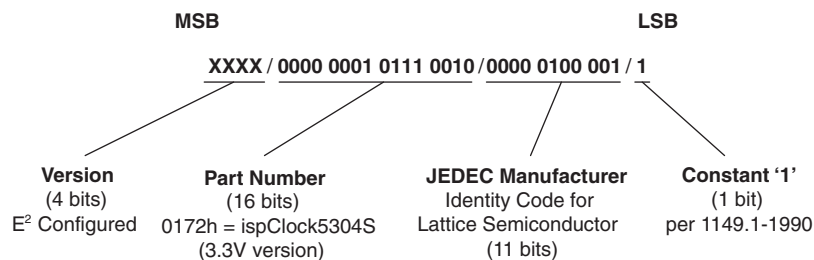 MSB LSB
XXXX / 0000 0001 0111 0010 / 0000 0100 001 / 1
Version
(4 bits)
E² Configured
Part Number
(16 bits)
0172h = ispClock5304S
(3.3V version)
JEDEC Manufacturer
Identity Code for
Lattice Semiconductor
(11 bits)
Constant ‘1’
(1 bit)
per 1149.1-1990